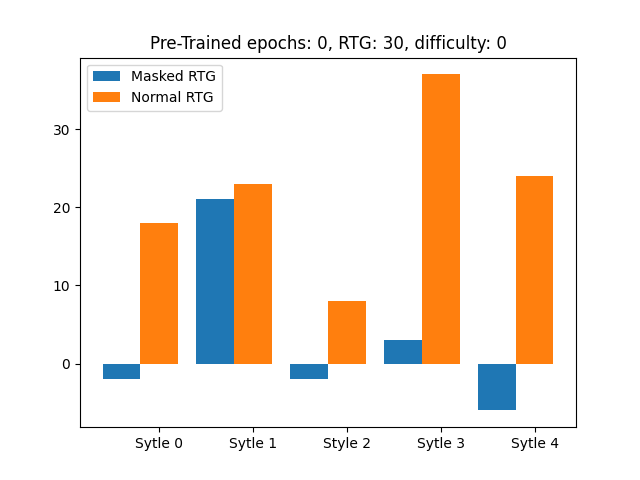 Pre-Trained epochs: 0, RTG: 30, difficulty: 0
Masked RTG
Normal RTG
30
20
10
0
Sytle 0
Sytle 1
Style 2
Sytle 3
Sytle 4